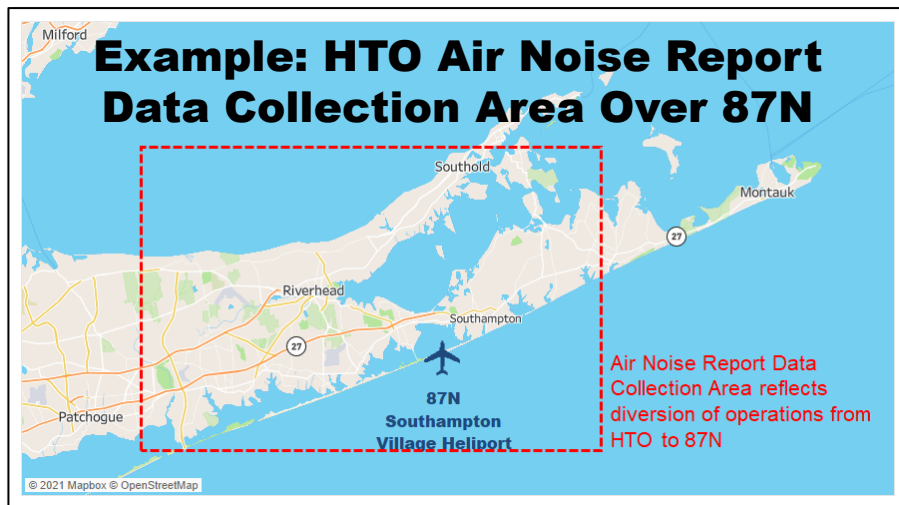 Milford
Example: HTO Air Noise Report
Data Collection Area Over 87N
Southold
Montauk
27
Riverhead
Southampton
27
87N
Southampton
Village Heliport
Patchogue
Air Noise Report Data
Collection Area reflects
diversion of operations from
HTO to 87N
© 2021 Mapbox © OpenStreetMap